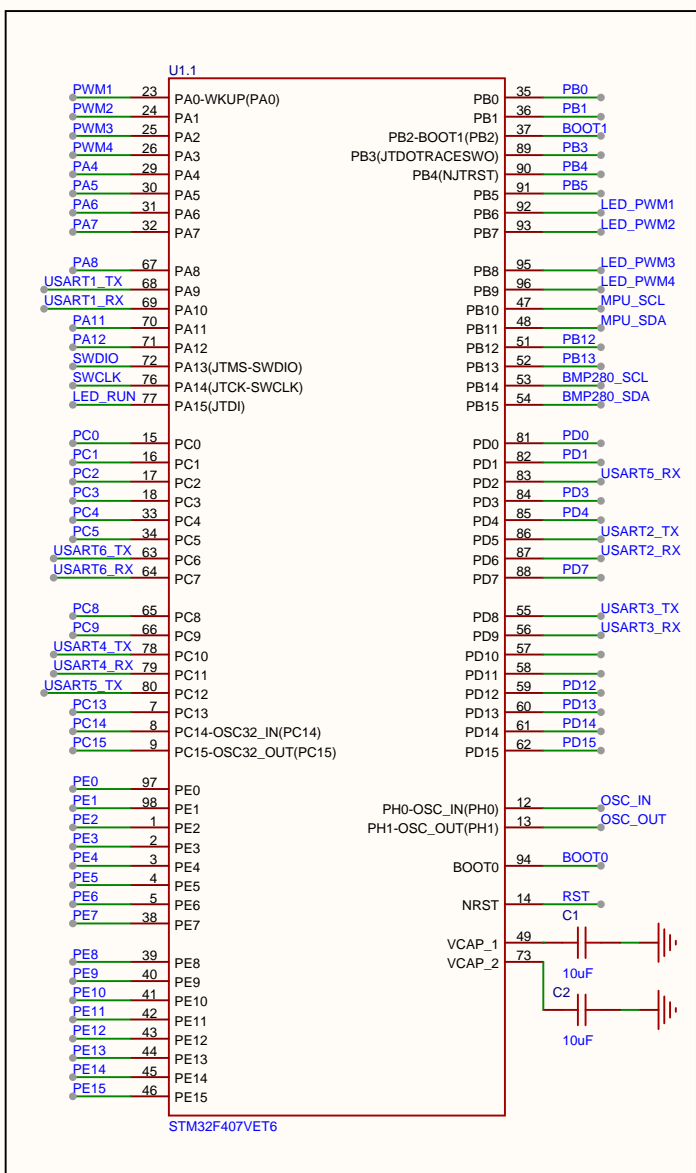 U1.1
PWM1 23 PA0-WKUP(PA0) PB0 35 PB0
PWM2 24 PA1 PB1 36 PB1
PWM3 25 PA2 PB2-BOOT1(PB2) 37 BOOT1
PWM4 26 PA3 PB3(JTDOTRACESWO) 89 PB3
PA4 29 PA4 PB4(NJTRST) 90 PB4
PA5 30 PA5 PB5 91 PB5
PA6 31 PA6 PB6 92 LED_PWM1
PA7 32 PA7 PB7 93 LED_PWM2
PA8 67 PA8 PB8 95 LED_PWM3
USART1_TX 68 PA9 PB9 96 LED_PWM4
USART1_RX 69 PA10 PB10 47 MPU_SCL
PA11 70 PA11 PB11 48 MPU_SDA
PA12 71 PA12 PB12 51 PB12
SWDIO 72 PA13(JTMS-SWDIO) PB13 52 PB13
SWCLK 76 PA14(JTCK-SWCLK) PB14 53 BMP280_SCL
LED_RUN 77 PA15(JTDI) PB15 54 BMP280_SDA
PC0 15 PC0 PD0 81 PD0
PC1 16 PC1 PD1 82 PD1
PC2 17 PC2 PD2 83 USART5_RX
PC3 18 PC3 PD3 84 PD3
PC4 33 PC4 PD4 85 PD4
PC5 34 PC5 PD5 86 USART2_TX
USART6_TX 63 PC6 PD6 87 USART2_RX
USART6_RX 64 PC7 PD7 88 PD7
PC8 65 PC8 PD8 55 USART3_TX
PC9 66 PC9 PD9 56 USART3_RX
USART4_TX 78 PC10 PD10 57
USART4_RX 79 PC11 PD11 58
USART5_TX 80 PC12 PD12 59 PD12
PC13 7 PC13 PD13 60 PD13
PC14 8 PC14-OSC32_IN(PC14) PD14 61 PD14
PC15 9 PC15-OSC32_OUT(PC15) PD15 62 PD15
PE0 97 PE0
PE1 98 PE1 PH0-OSC_IN(PH0) 12 OSC_IN
PE2 1 PE2 PH1-OSC_OUT(PH1) 13 OSC_OUT
PE3 2 PE3
PE4 3 PE4 BOOT0 94 BOOT0
PE5 4 PE5
PE6 5 PE6 NRST 14 RST
PE7 38 PE7 C1
VCAP_1 49
PE8 39 PE8 VCAP_2 73
PE9 40 PE9 10uF
PE10 41 PE10 C2
PE11 42 PE11
PE12 43 PE12 10uF
PE13 44 PE13
PE14 45 PE14
PE15 46 PE15
STM32F407VET6